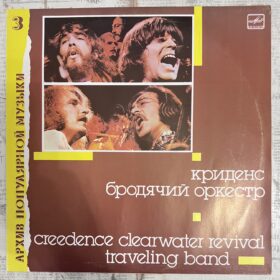 3
АРХИВ ПОПУЛЯРНОЙ МУЗЫКИ
криденс
бродячий оркестр
creedence clearwater revival
traveling band